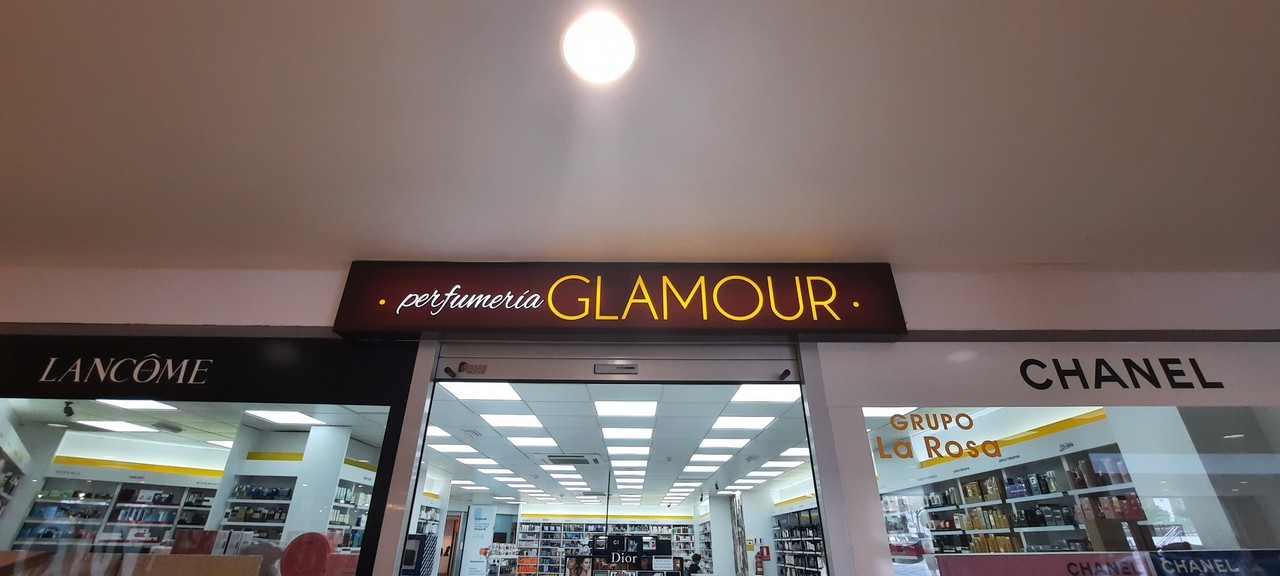 perfumería GLAMOUR
LANCÔME
CHANEL
GRUPO
La Rosa
Dior
CHANEL
CHANEL